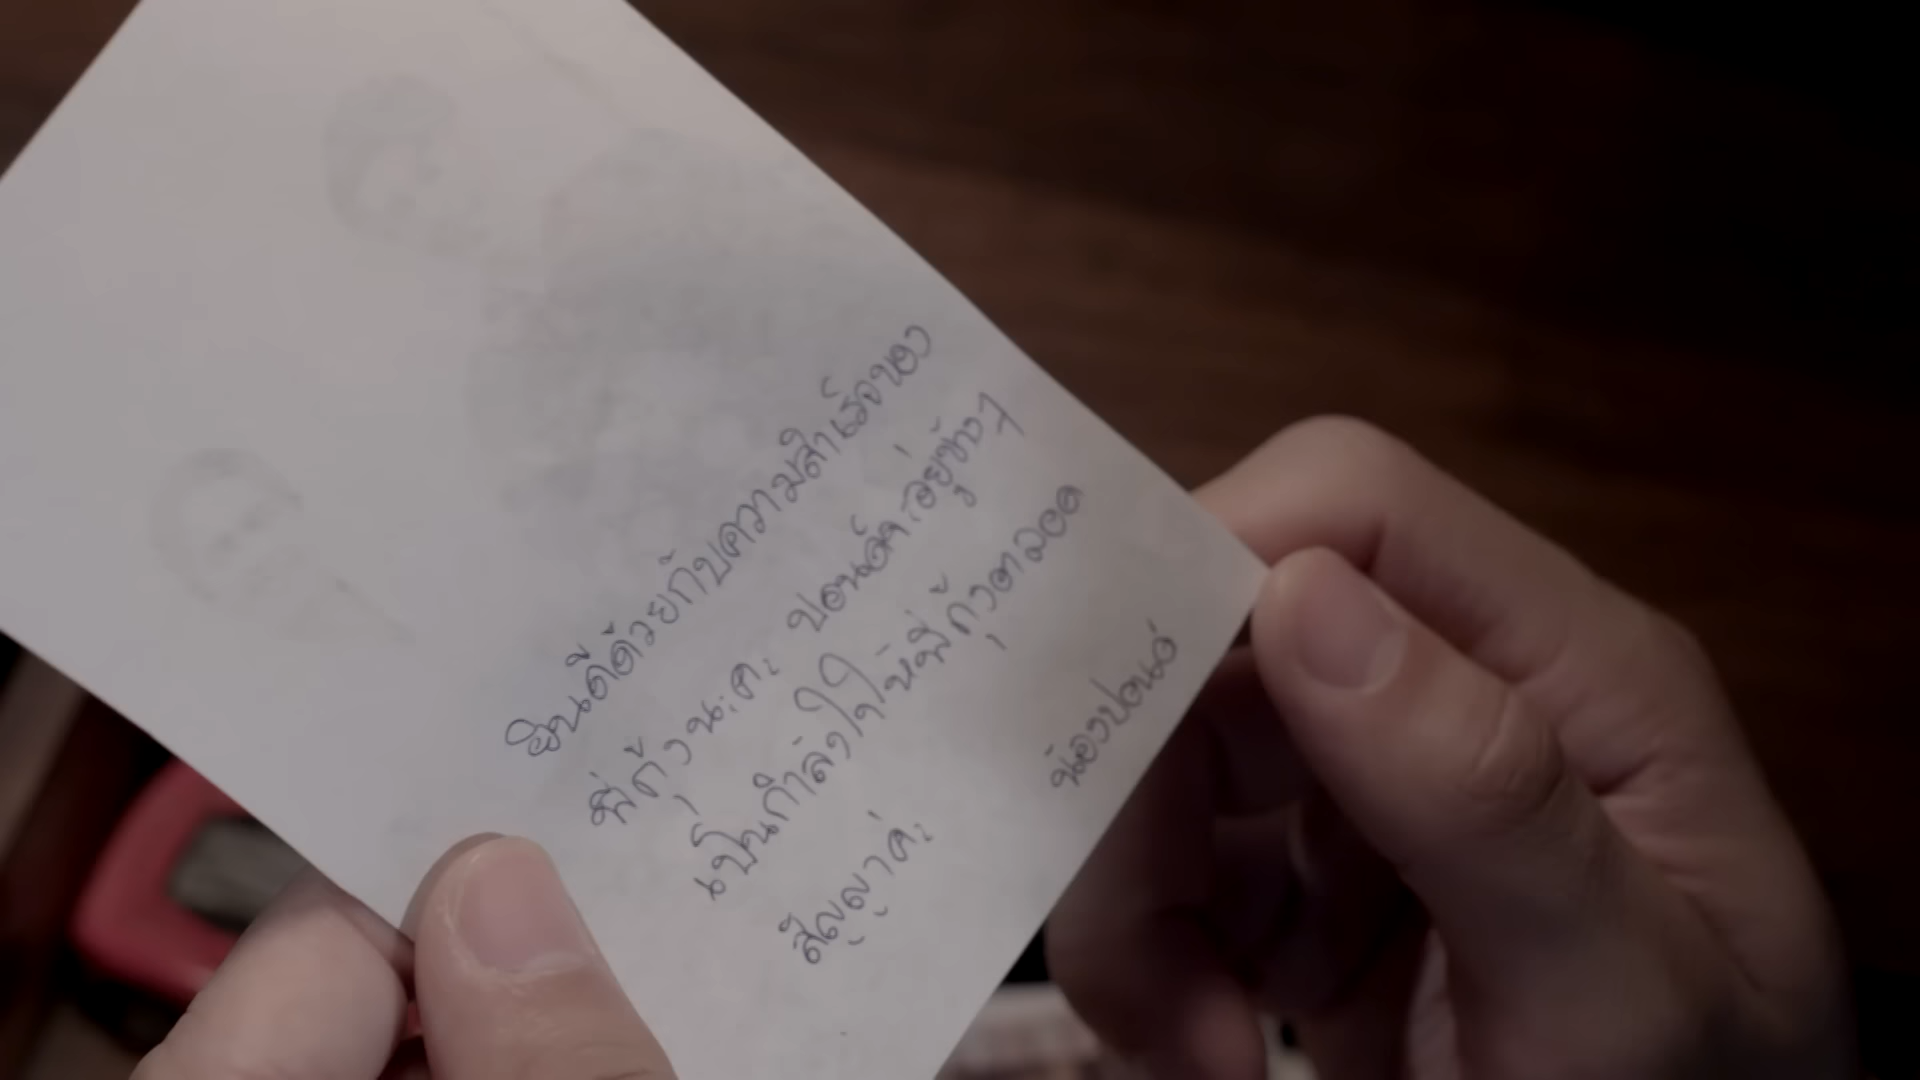 ยินดีด้วยกับความสำเร็จของ
พี่กุ้งนะคะ ปอนด์จะอยู่ข้างๆ
เป็นกำลังใจให้พี่กุ้งตลอด
สัญญาค่ะ
น้องปอนด์